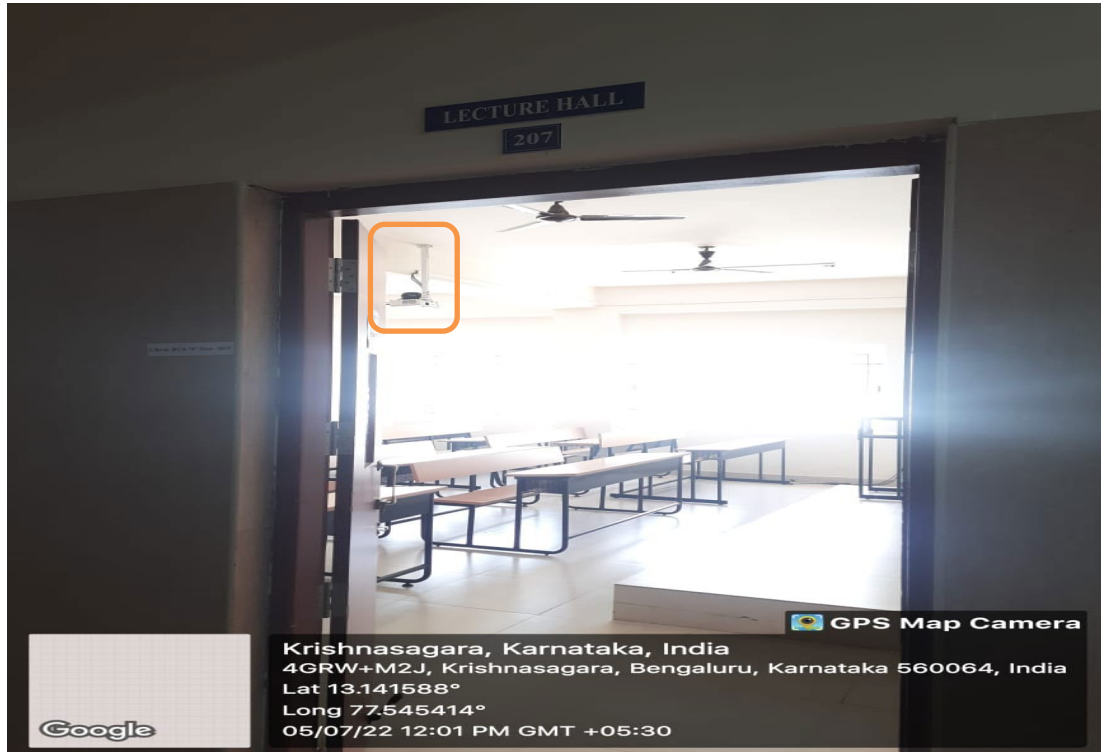 LECTURE HALL
207
GPS Map Camera
Krishnasagara, Karnataka, India
4GRW+M2J, Krishnasagara, Bengaluru, Karnataka 560064, India
Lat 13.141588°
Long 77.545414°
05/07/22 12:01 PM GMT +05:30
Google